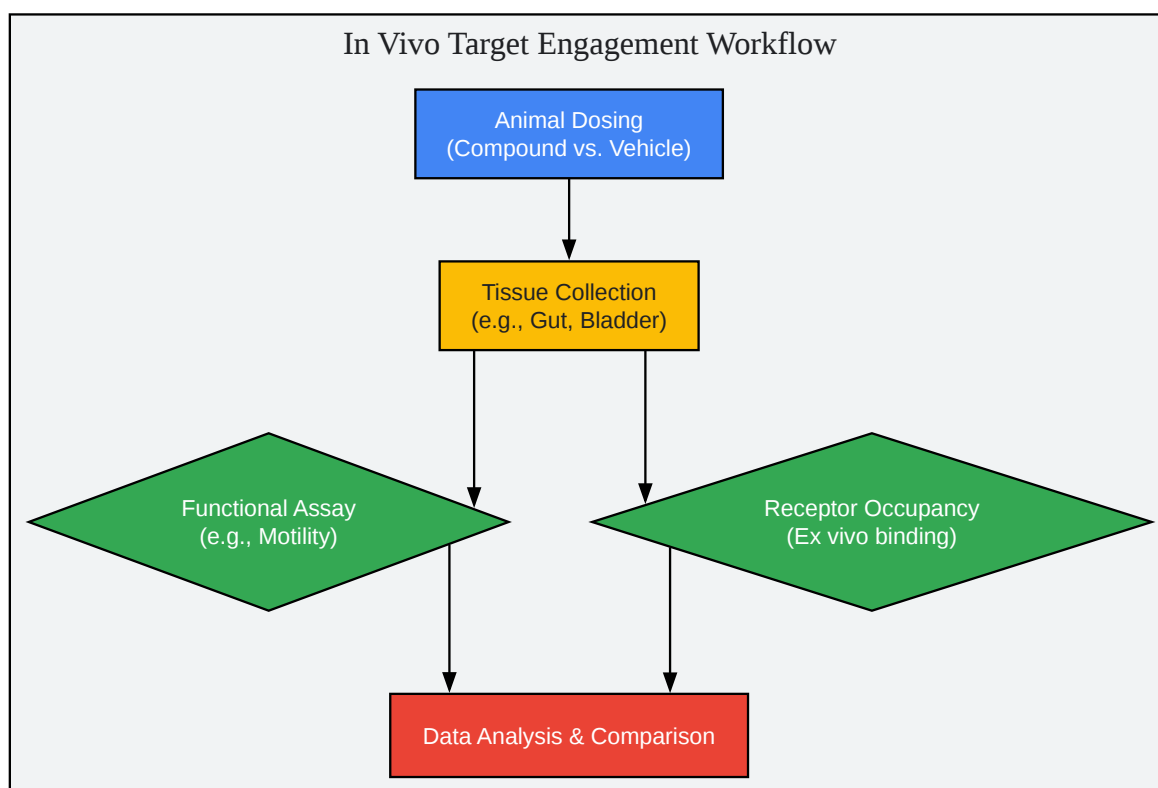 In Vivo Target Engagement Workflow
Animal Dosing
(Compound vs. Vehicle)
Tissue Collection
(e.g., Gut, Bladder)
Functional Assay
(e.g., Motility)
Receptor Occupancy
(Ex vivo binding)
Data Analysis & Comparison